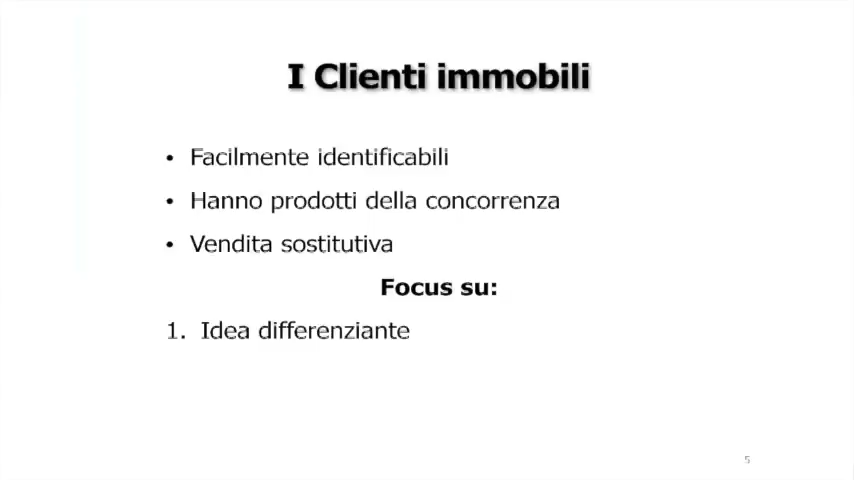 I Clienti immobili
• Facilmente identificabili
• Hanno prodotti della concorrenza
• Vendita sostitutiva
Focus su:
1. Idea differenziante
5